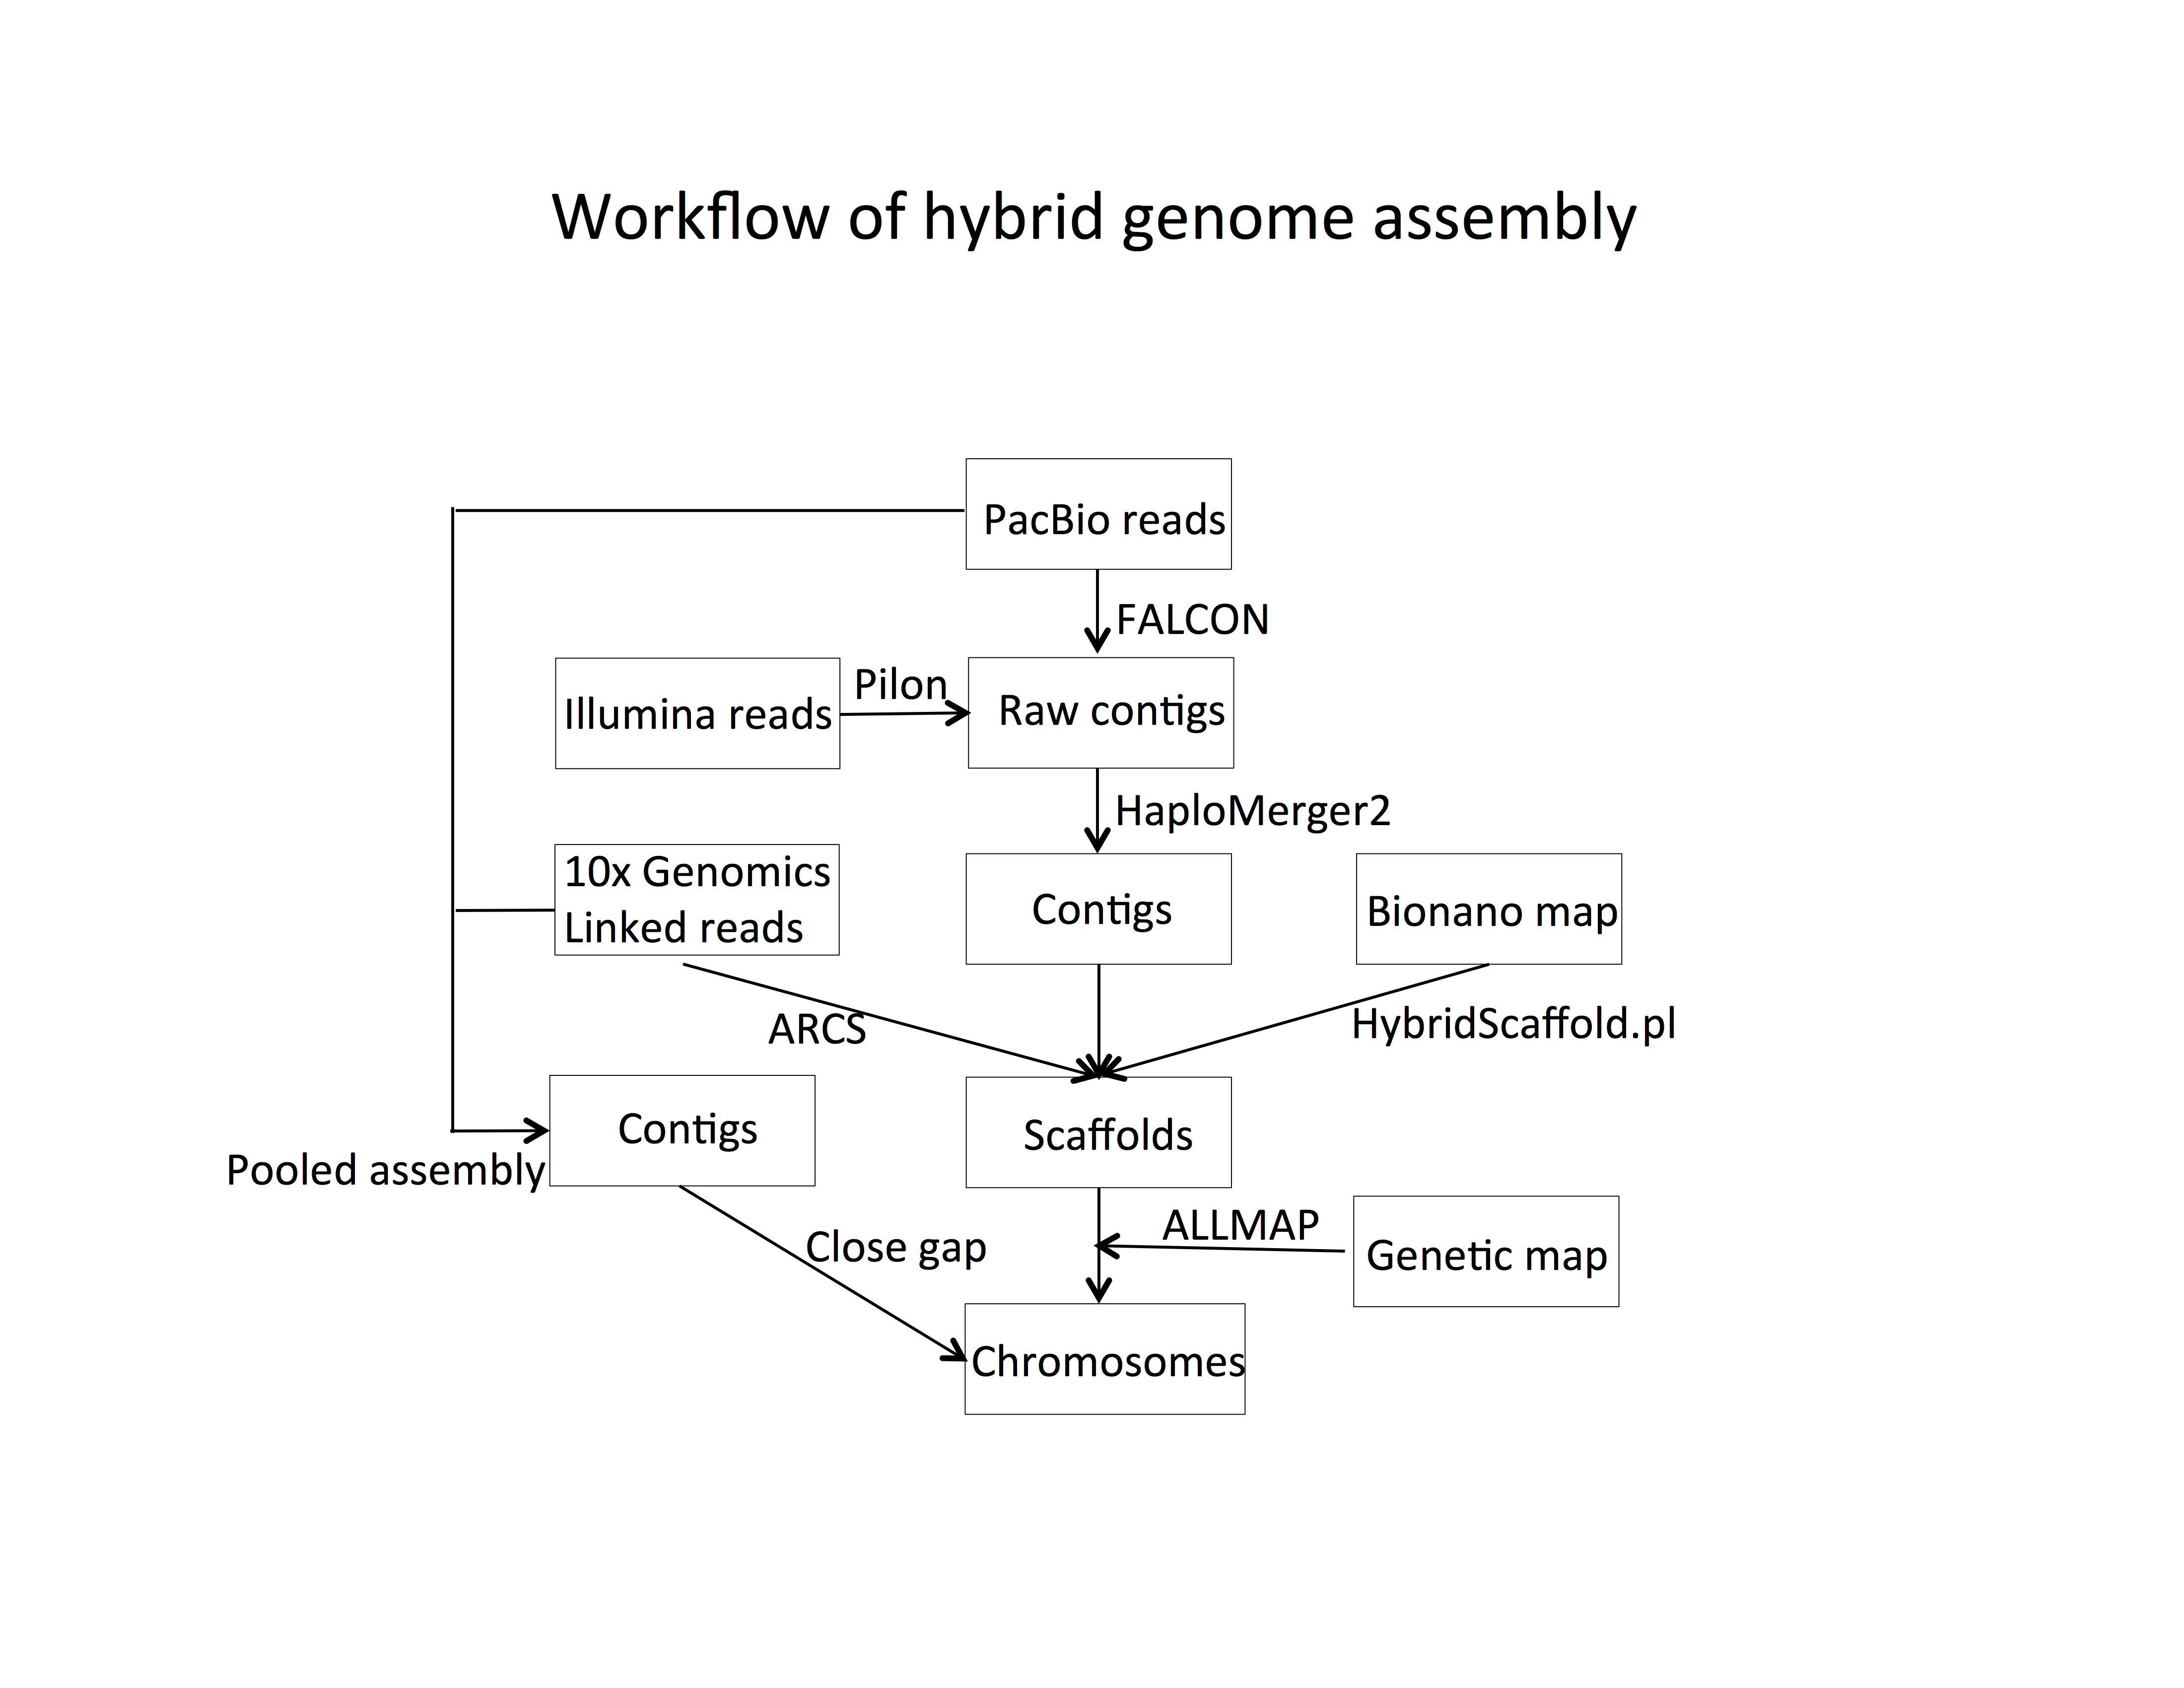 Workflow of hybrid genome assembly
PacBio reads
FALCON
Illumina reads
Pilon
Raw contigs
HaploMerger2
10x Genomics
Linked reads
Contigs
Bionano map
ARCS
HybridScaffold.pl
Contigs
Scaffolds
Pooled assembly
Close gap
ALLMAP
Genetic map
Chromosomes